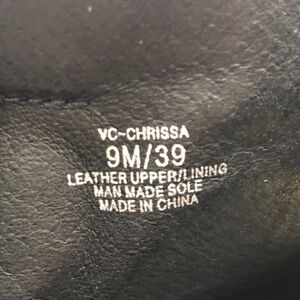 VC-CHRISSA
9M/39
LEATHER UPPER/LINING
MAN MADE SOLE
MADE IN CHINA